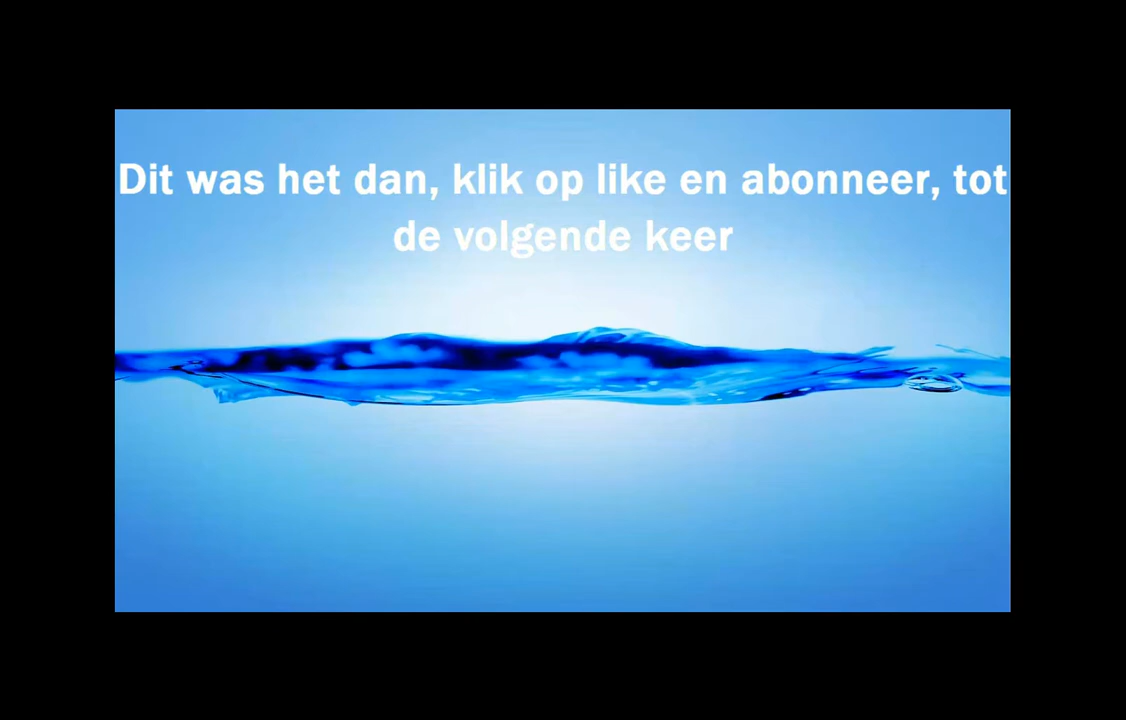 Dit was het dan, klik op like en abonneer, tot
de volgende keer